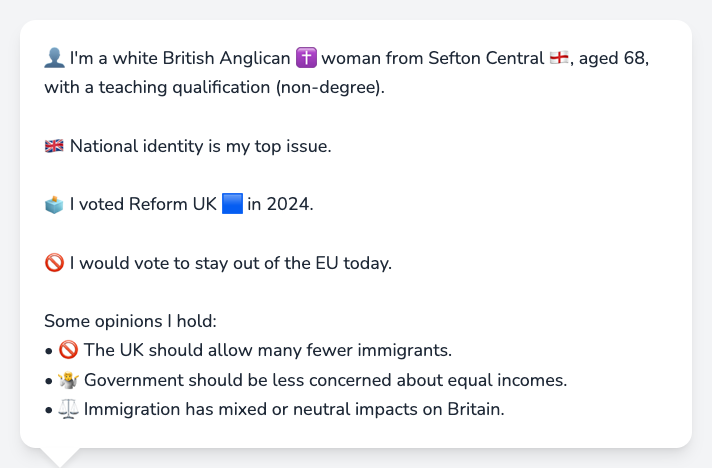 👤 I'm a white British Anglican ✝️ woman from Sefton Central 🏴󠁧󠁢󠁥󠁮󠁧󠁿, aged 68,
with a teaching qualification (non-degree).
🇬🇧 National identity is my top issue.
🗳️ I voted Reform UK 🟦 in 2024.
🚫 I would vote to stay out of the EU today.
Some opinions I hold:
• 🚫 The UK should allow many fewer immigrants.
• 🤷 Government should be less concerned about equal incomes.
• ⚖️ Immigration has mixed or neutral impacts on Britain.